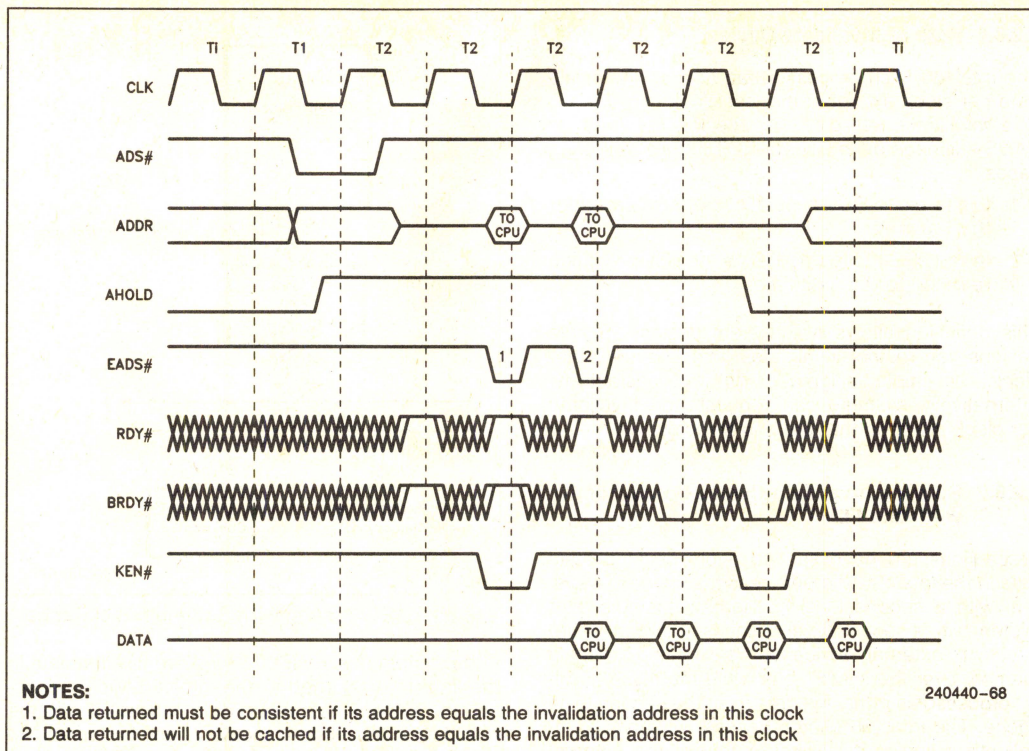 TI T1 T2 T2 T2 T2 T2 T2 TI
CLK
ADS#
ADDR
TO CPU
TO CPU
AHOLD
EADS#
1 2
RDY#
BRDY#
KEN#
DATA
TO CPU
TO CPU
TO CPU
TO CPU
NOTES:
240440-68
1. Data returned must be consistent if its address equals the invalidation address in this clock
2. Data returned will not be cached if its address equals the invalidation address in this clock